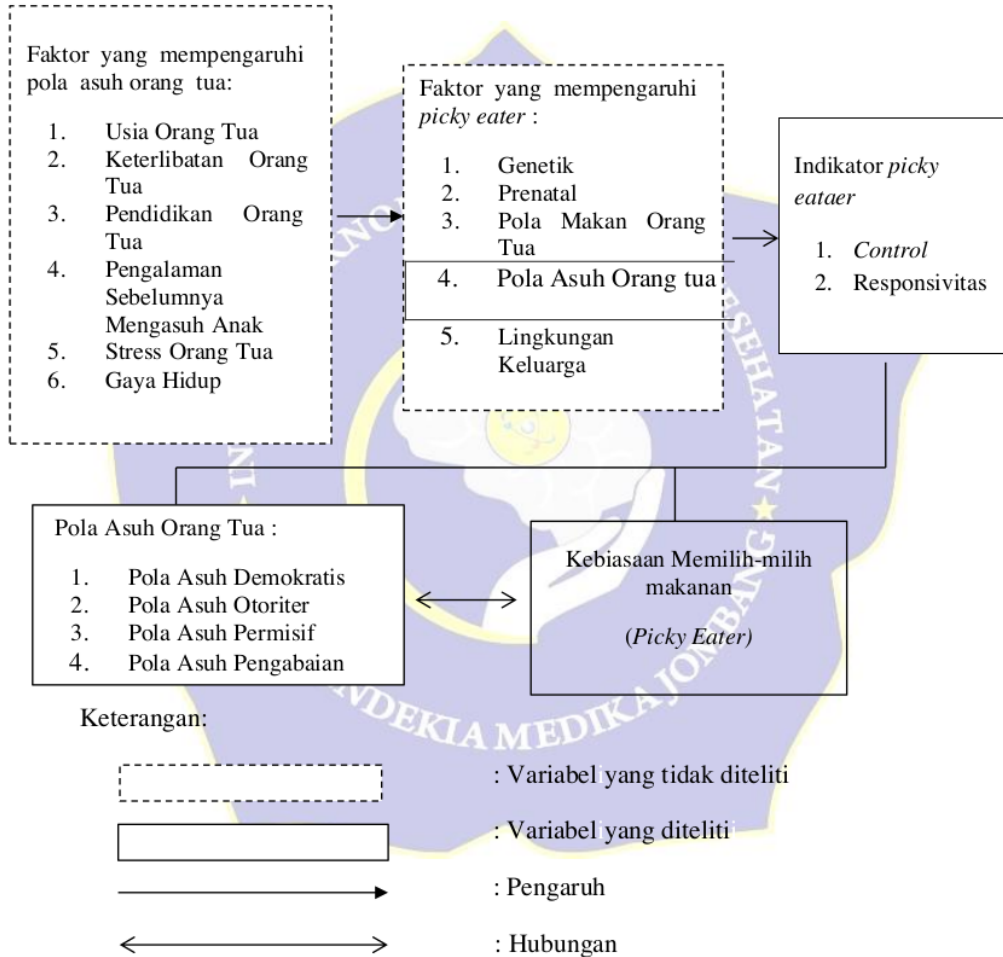 Faktor yang mempengaruhi
pola asuh orang tua:
1. Usia Orang Tua
2. Keterlibatan Orang
Tua
3. Pendidikan Orang
Tua
4. Pengalaman
Sebelumnya
Mengasuh Anak
5. Stress Orang Tua
6. Gaya Hidup
Faktor yang mempengaruhi
picky eater :
1. Genetik
2. Prenatal
3. Pola Makan Orang
Tua
4. Pola Asuh Orang tua
5. Lingkungan
Keluarga
Indikator picky
eataer
1. Control
2. Responsivitas
Pola Asuh Orang Tua :
1. Pola Asuh Demokratis
2. Pola Asuh Otoriter
3. Pola Asuh Permisif
4. Pola Asuh Pengabaian
Kebiasaan Memilih-milih
makanan
(Picky Eater)
Keterangan:
: Variabel yang tidak diteliti
: Variabel yang diteliti
: Pengaruh
: Hubungan
MEDIKA JOMBANG